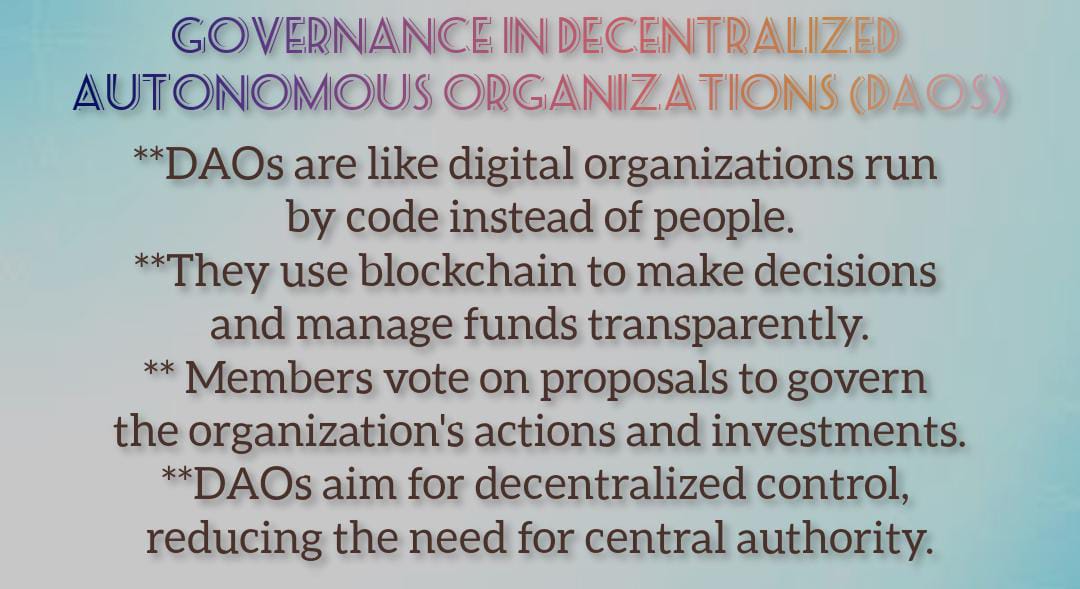 GOVERNANCE IN DECENTRALIZED
AUTONOMOUS ORGANIZATIONS (DAOS)
**DAOs are like digital organizations run
by code instead of people.
**They use blockchain to make decisions
and manage funds transparently.
** Members vote on proposals to govern
the organization's actions and investments.
**DAOs aim for decentralized control,
reducing the need for central authority.